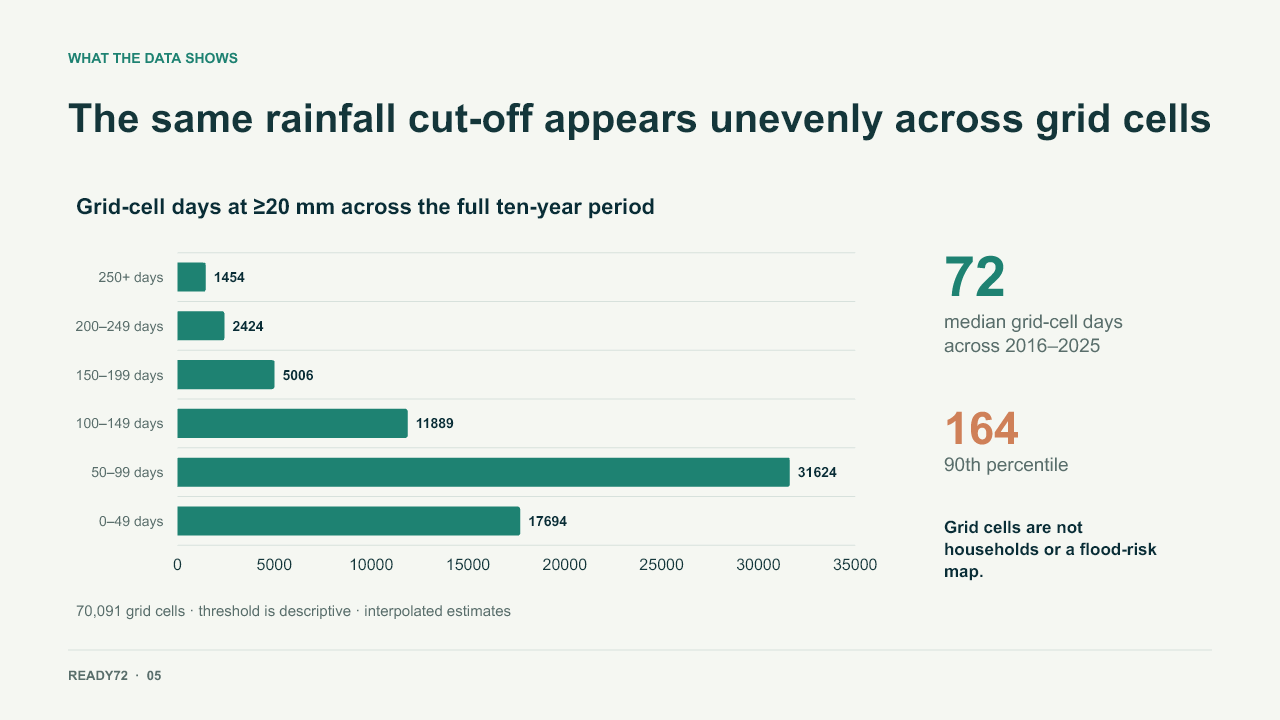 WHAT THE DATA SHOWS
The same rainfall cut-off appears unevenly across grid cells
Grid-cell days at ≥20 mm across the full ten-year period
250+ days 1454
200–249 days 2424
150–199 days 5006
100–149 days 11889
50–99 days 31624
0–49 days 17694
0 5000 10000 15000 20000 25000 30000 35000
72
median grid-cell days
across 2016–2025
164
90th percentile
Grid cells are not
households or a flood-risk
map.
70,091 grid cells · threshold is descriptive · interpolated estimates
READY72 · 05